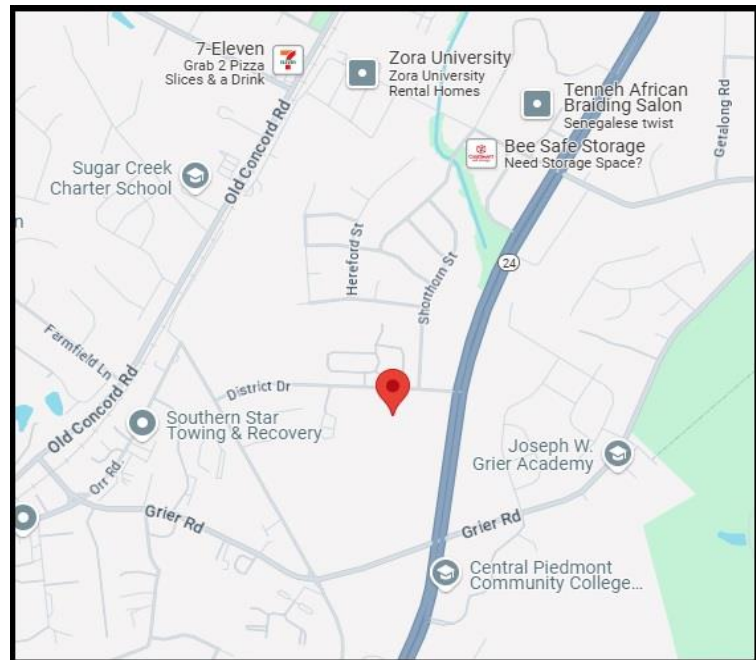 7-Eleven
Grab 2 Pizza
Slices & a Drink
Zora University
Zora University
Rental Homes
Tenneh African
Braiding Salon
Senegalese twist
Getalong Rd
Bee Safe Storage
Need Storage Space?
Sugar Creek
Charter School
Old Concord Rd
n
Hereford St
Shorthorn St
24
Farmfield Ln
District Dr
Old Concord Rd
Southern Star
Towing & Recovery
Orr Rd.
Joseph W.
Grier Academy
Grier Rd
Grier Rd
Central Piedmont
Community College...